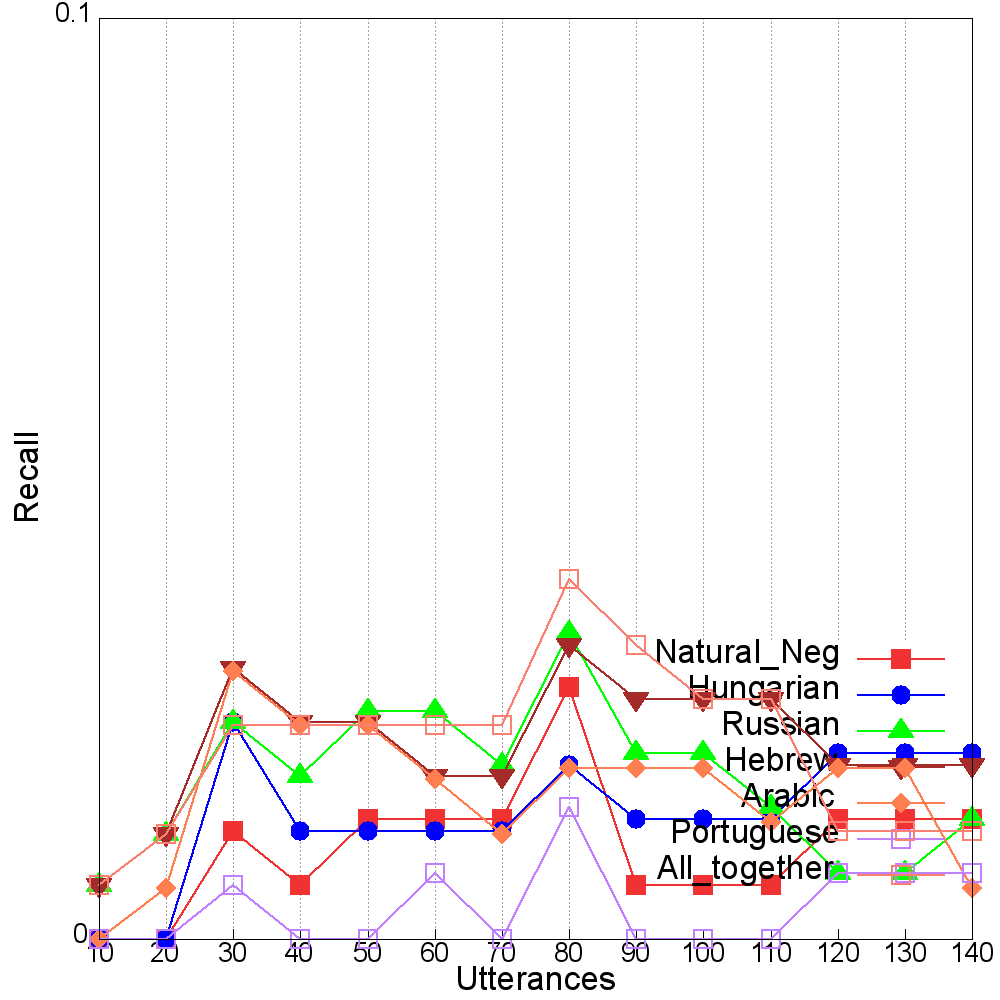 0.1
Recall
Natural_Neg
Hungarian
Russian
Hebrew
Arabic
Portuguese
All_together
0
10 20 30 40 50 60 70 80 90 100 110 120 130 140
Utterances